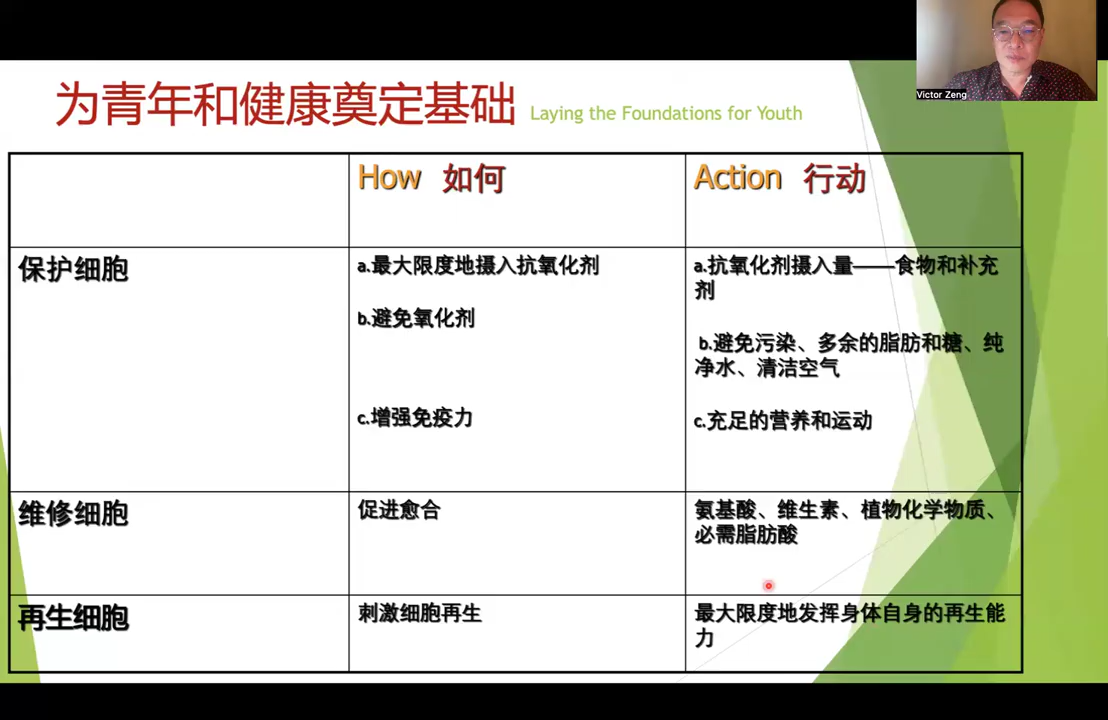 Victor Zeng
为青年和健康奠定基础 Laying the Foundations for Youth
How 如何
Action 行动
保护细胞
a.最大限度地摄入抗氧化剂
b.避免氧化剂
c.增强免疫力
a.抗氧化剂摄入量——食物和补充
剂
b.避免污染、多余的脂肪和糖、纯
净水、清洁空气
c.充足的营养和运动
维修细胞
促进愈合
氨基酸、维生素、植物化学物质、
必需脂肪酸
再生细胞
刺激细胞再生
最大限度地发挥身体自身的再生能
力